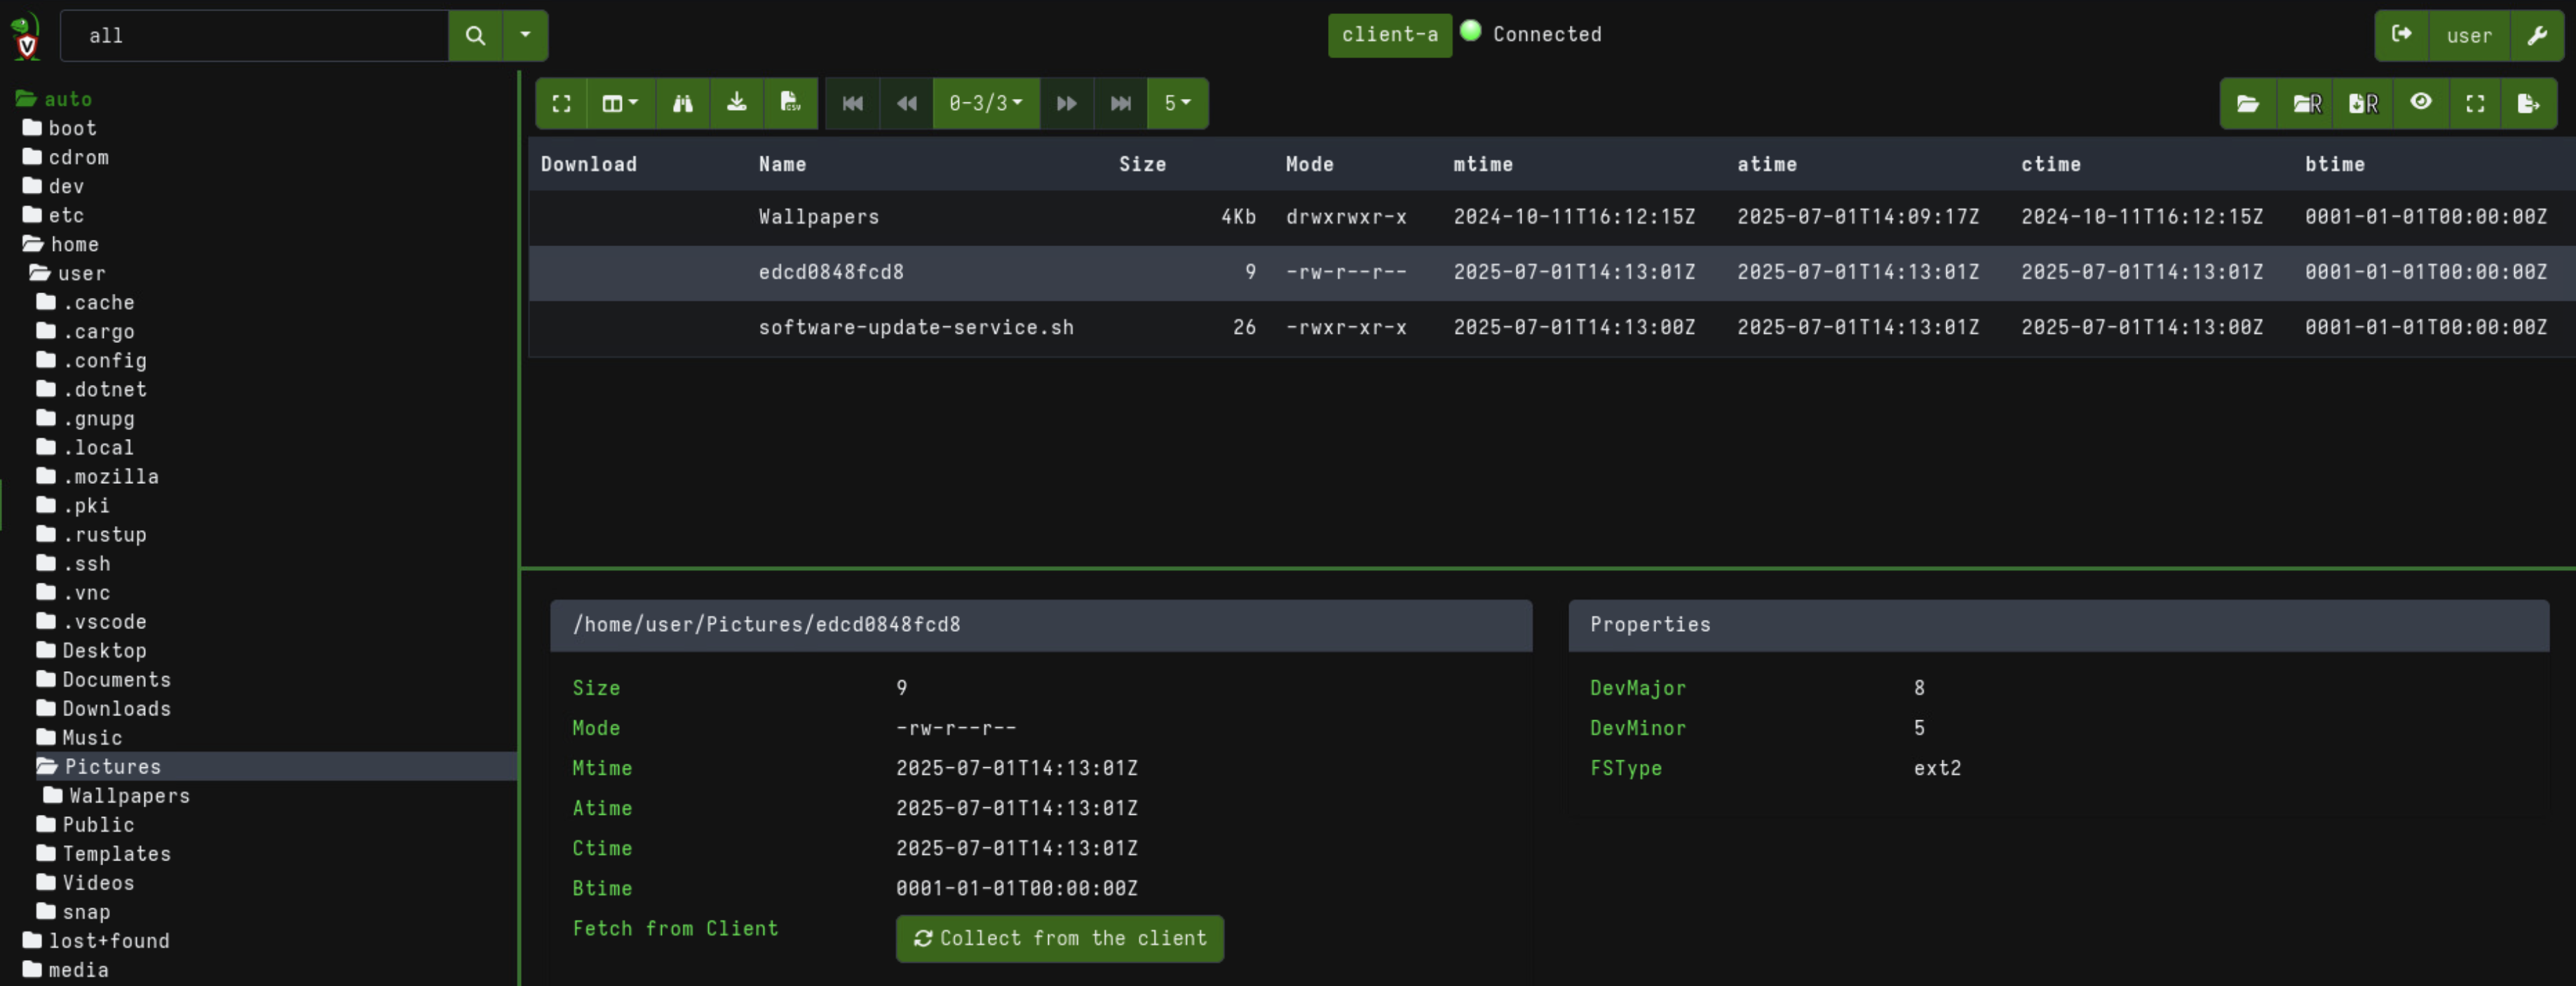 all
client-a Connected
user
auto
boot
cdrom
dev
etc
home
user
.cache
.cargo
.config
.dotnet
.gnupg
.local
.mozilla
.pki
.rustup
.ssh
.vnc
.vscode
Desktop
Documents
Downloads
Music
Pictures
Wallpapers
Public
Templates
Videos
snap
lost+found
media
CSV 0-3/3 5 R R
Download Name Size Mode mtime atime ctime btime
Wallpapers 4Kb drwxrwxr-x 2024-10-11T16:12:15Z 2025-07-01T14:09:17Z 2024-10-11T16:12:15Z 0001-01-01T00:00:00Z
edcd0848fcd8 9 -rw-r--r-- 2025-07-01T14:13:01Z 2025-07-01T14:13:01Z 2025-07-01T14:13:01Z 0001-01-01T00:00:00Z
software-update-service.sh 26 -rwxr-xr-x 2025-07-01T14:13:00Z 2025-07-01T14:13:01Z 2025-07-01T14:13:00Z 0001-01-01T00:00:00Z
/home/user/Pictures/edcd0848fcd8
Size 9
Mode -rw-r--r--
Mtime 2025-07-01T14:13:01Z
Atime 2025-07-01T14:13:01Z
Ctime 2025-07-01T14:13:01Z
Btime 0001-01-01T00:00:00Z
Fetch from Client Collect from the client
Properties
DevMajor 8
DevMinor 5
FSType ext2